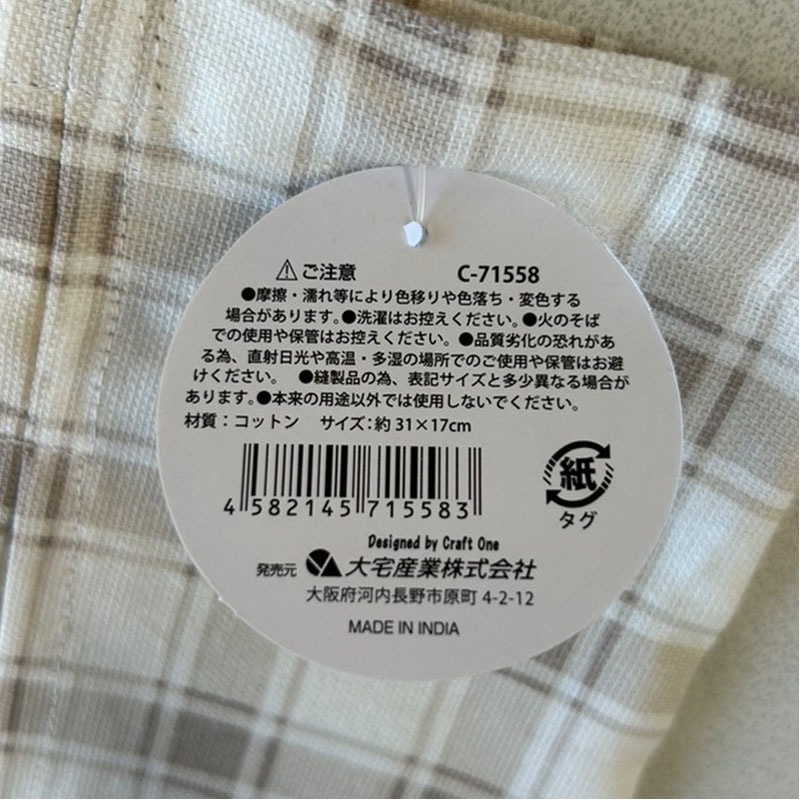 ⚠ご注意 C-71558
●摩擦・濡れ等により色移りや色落ち・変色する
場合があります。●洗濯はお控えください。●火のそば
での使用や保管はお控えください。●品質劣化の恐れがあ
る為、直射日光や高温・多湿の場所でのご使用や保管はお避
けください。 ●縫製品の為、表記サイズと多少異なる場合が
あります。●本来の用途以外では使用しないでください。
材質：コットン サイズ：約 31×17cm
4 582145 715583
紙
タグ
Designed by Craft One
発売元 大宅産業株式会社
大阪府河内長野市原町 4-2-12
MADE IN INDIA